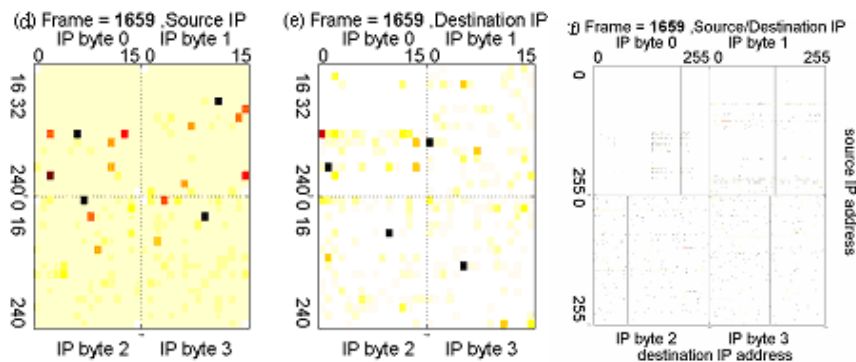 (d) Frame = 1659 ,Source IP
IP byte 0 IP byte 1
0 15 15
16 32
240 0 16
240
IP byte 2 IP byte 3
(e) Frame = 1659 ,Destination IP
IP byte 0 IP byte 1
0 15 15
16 32
240 0 16
240
IP byte 2 IP byte 3
(f) Frame = 1659 ,Source/Destination IP
IP byte 0 IP byte 1
0 255 0 255
0
255 0
255
source IP address
IP byte 2 IP byte 3
destination IP address